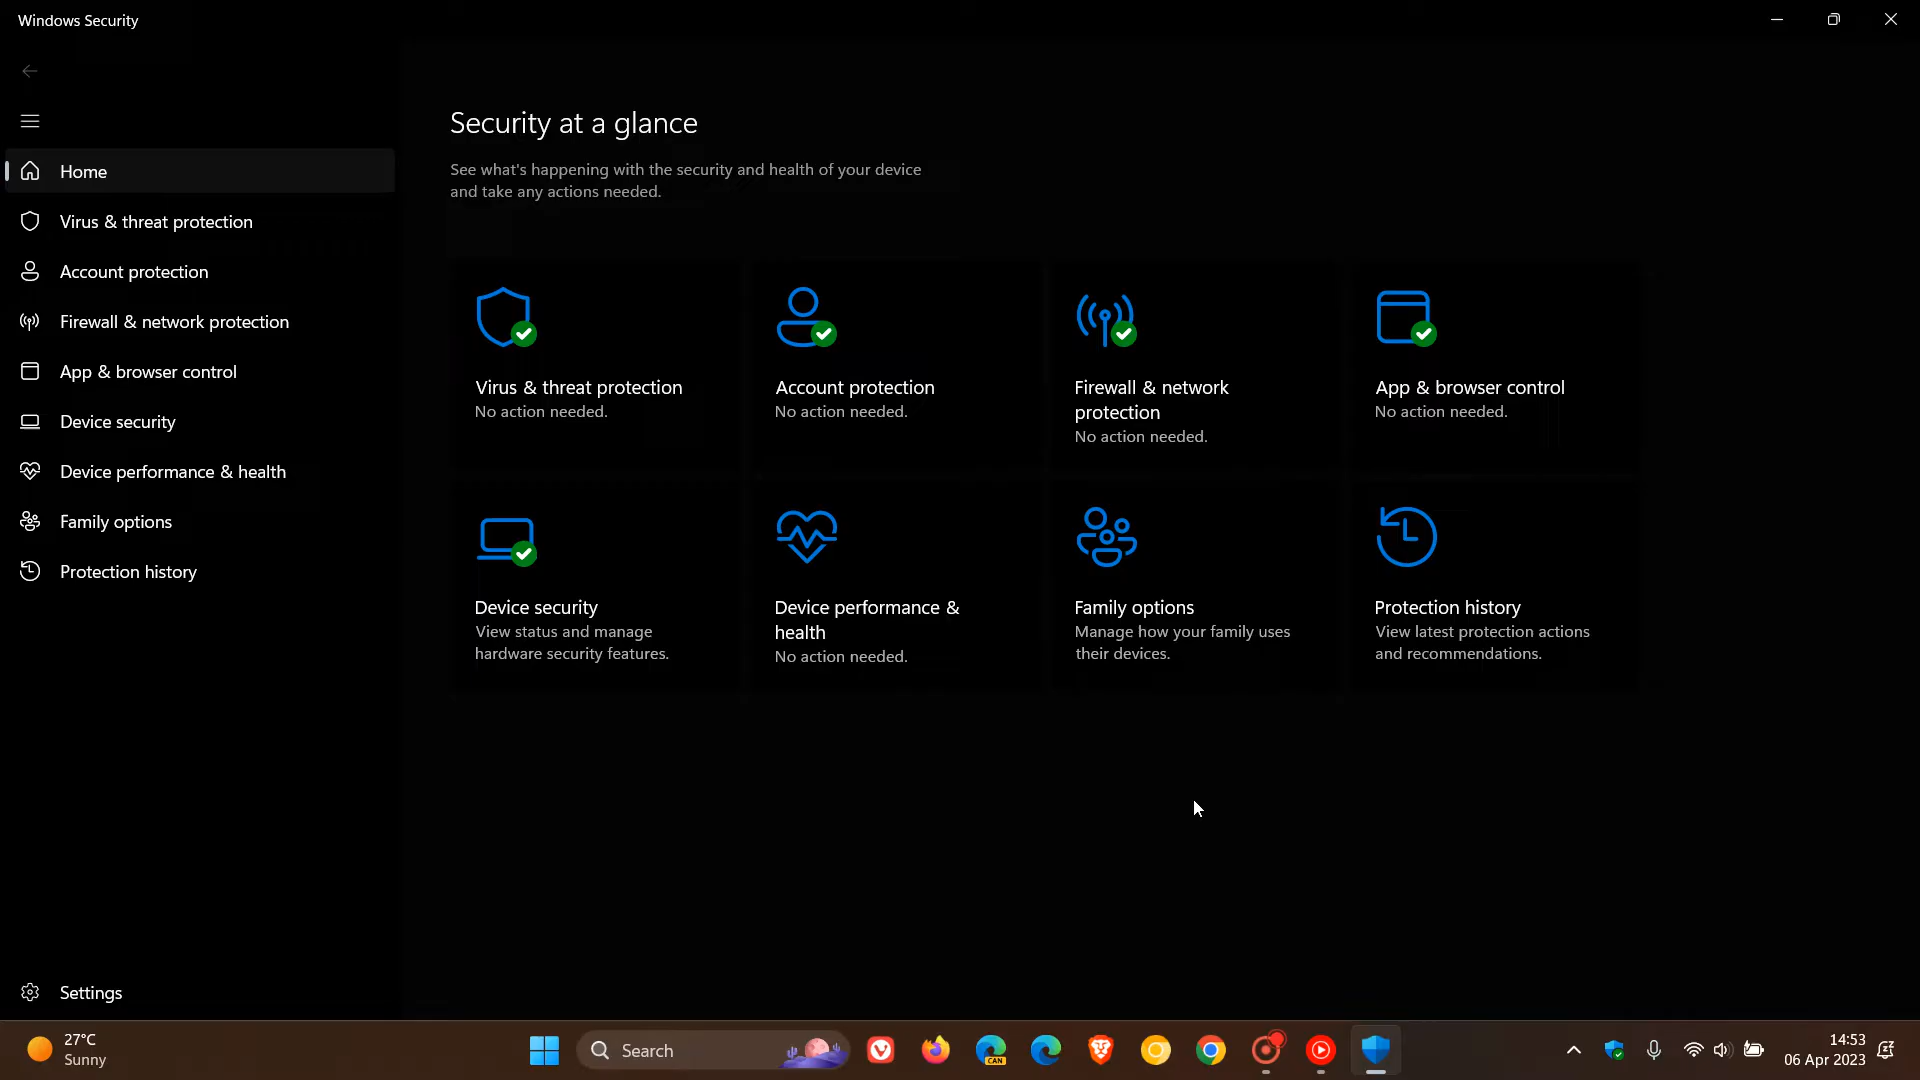 Windows Security
Security at a glance
See what's happening with the security and health of your device
and take any actions needed.
Home
Virus & threat protection
Account protection
Firewall & network protection
App & browser control
Device security
Device performance & health
Family options
Protection history
Virus & threat protection
No action needed.
Account protection
No action needed.
Firewall & network
protection
No action needed.
App & browser control
No action needed.
Device security
View status and manage
hardware security features.
Device performance &
health
No action needed.
Family options
Manage how your family uses
their devices.
Protection history
View latest protection actions
and recommendations.
Settings
27°C
Sunny
Search
CAN
14:53
06 Apr 2023